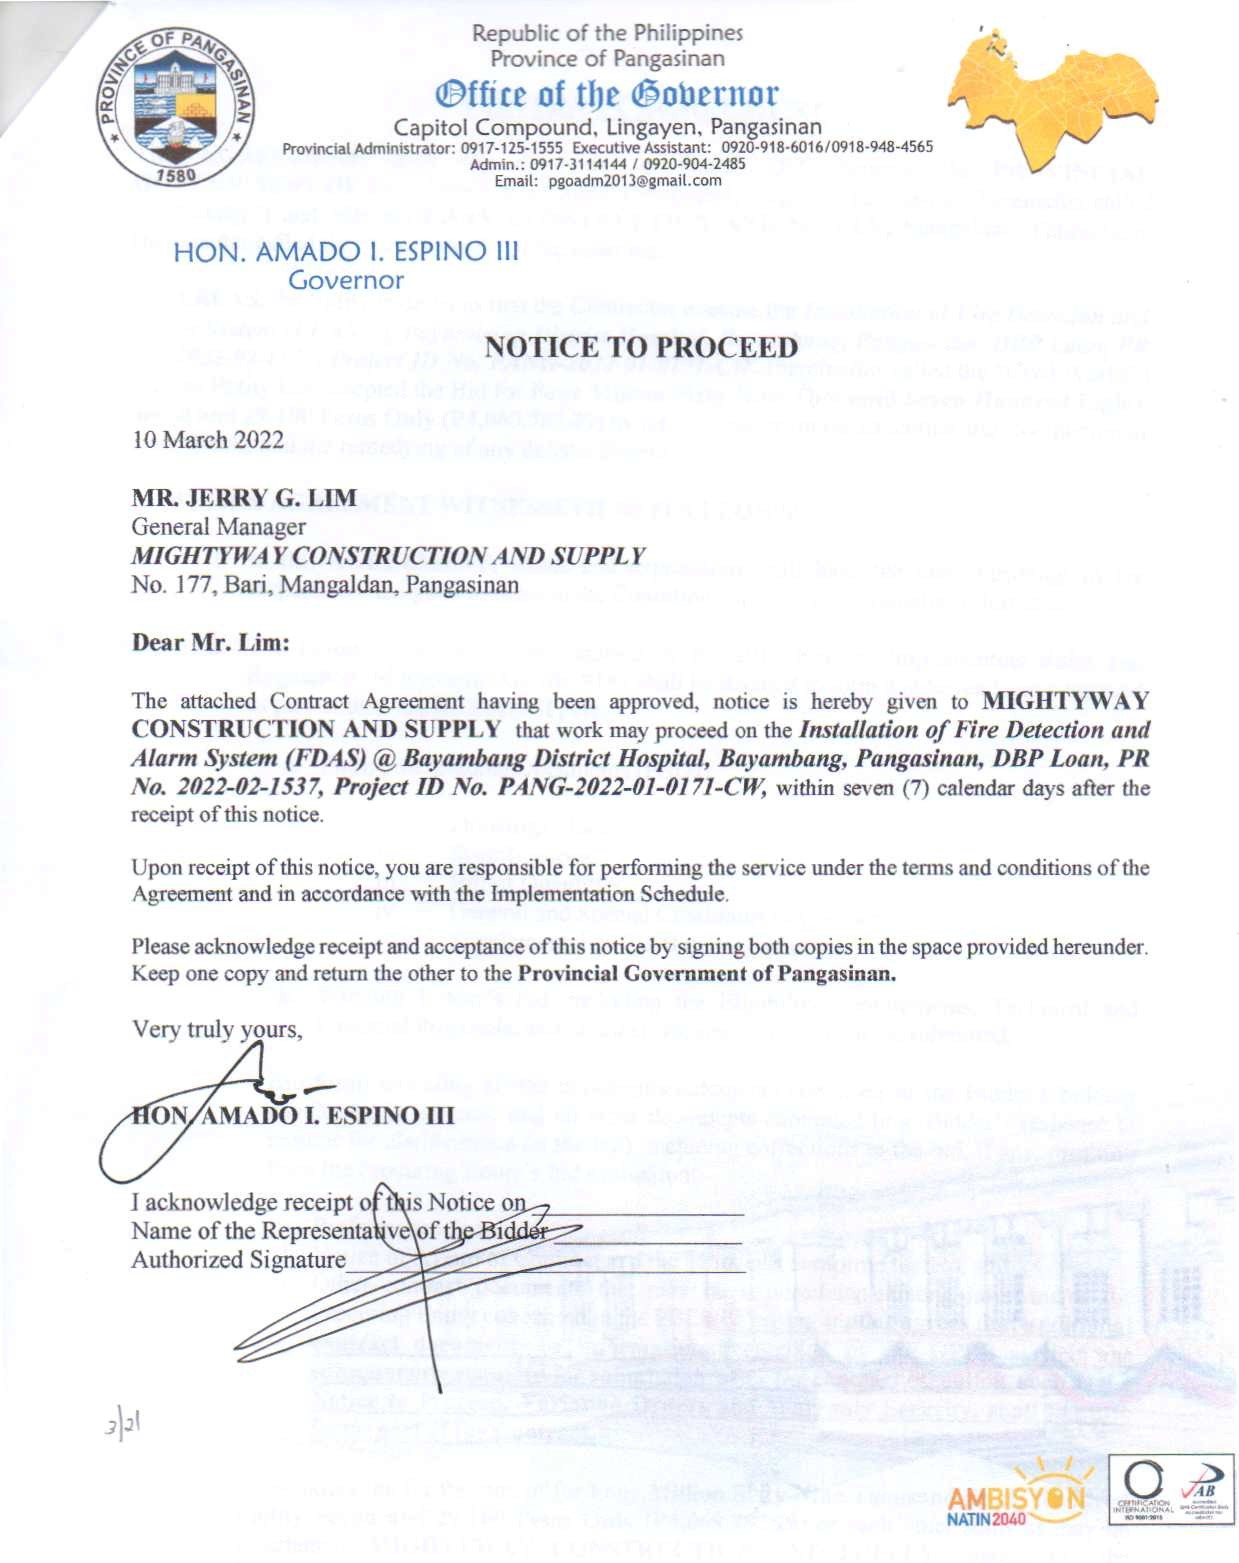 Republic of the Philippines
Province of Pangasinan
Office of the Governor
Capitol Compound, Lingayen, Pangasinan
Provincial Administrator: 0917-125-1555 Executive Assistant: 0920-918-6016/0918-948-4565
Admin.: 0917-3114144 / 0920-904-2485
Email: pgoadm2013@gmail.com
PROVINCE OF PANGASINAN
1580
HON. AMADO I. ESPINO III
Governor
NOTICE TO PROCEED
10 March 2022
MR. JERRY G. LIM
General Manager
MIGHTYWAY CONSTRUCTION AND SUPPLY
No. 177, Bari, Mangaldan, Pangasinan
Dear Mr. Lim:
The attached Contract Agreement having been approved, notice is hereby given to MIGHTYWAY
CONSTRUCTION AND SUPPLY that work may proceed on the Installation of Fire Detection and
Alarm System (FDAS) @ Bayambang District Hospital, Bayambang, Pangasinan, DBP Loan, PR
No. 2022-02-1537, Project ID No. PANG-2022-01-0171-CW, within seven (7) calendar days after the
receipt of this notice.
Upon receipt of this notice, you are responsible for performing the service under the terms and conditions of the
Agreement and in accordance with the Implementation Schedule.
Please acknowledge receipt and acceptance of this notice by signing both copies in the space provided hereunder.
Keep one copy and return the other to the Provincial Government of Pangasinan.
Very truly yours,
HON. AMADO I. ESPINO III
I acknowledge receipt of this Notice on
Name of the Representative of the Bidder
Authorized Signature
3/21
AMBISYON
NATIN 2040
CERTIFICATION
INTERNATIONAL
ISO 9001:2015
JAB